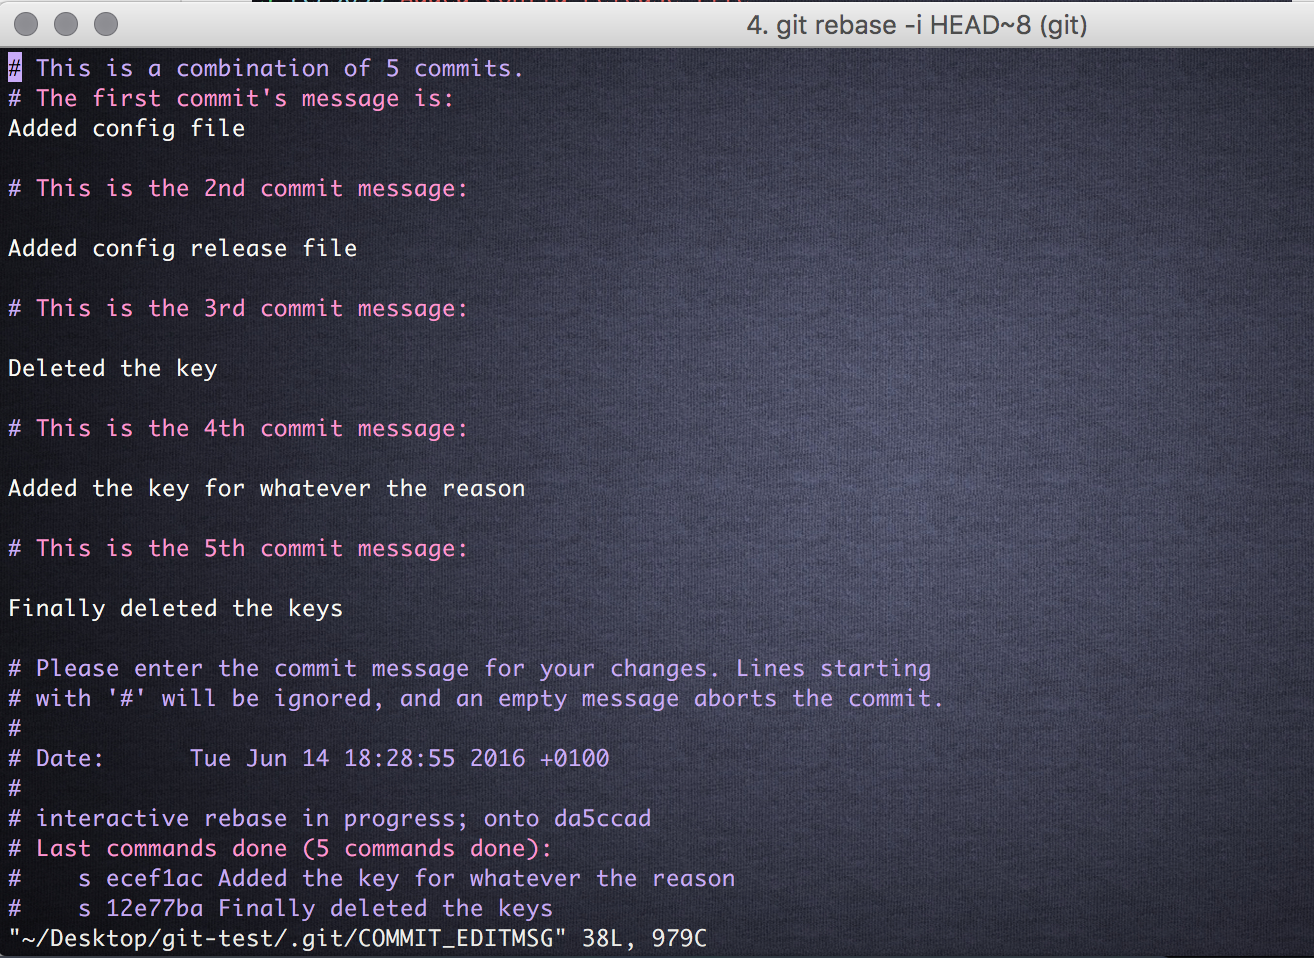 4. git rebase -i HEAD~8 (git)
# This is a combination of 5 commits.
# The first commit's message is:
Added config file
# This is the 2nd commit message:
Added config release file
# This is the 3rd commit message:
Deleted the key
# This is the 4th commit message:
Added the key for whatever the reason
# This is the 5th commit message:
Finally deleted the keys
# Please enter the commit message for your changes. Lines starting
# with '#' will be ignored, and an empty message aborts the commit.
#
# Date:      Tue Jun 14 18:28:55 2016 +0100
#
# interactive rebase in progress; onto da5ccad
# Last commands done (5 commands done):
#    s ecef1ac Added the key for whatever the reason
#    s 12e77ba Finally deleted the keys
"~/Desktop/git-test/.git/COMMIT_EDITMSG" 38L, 979C